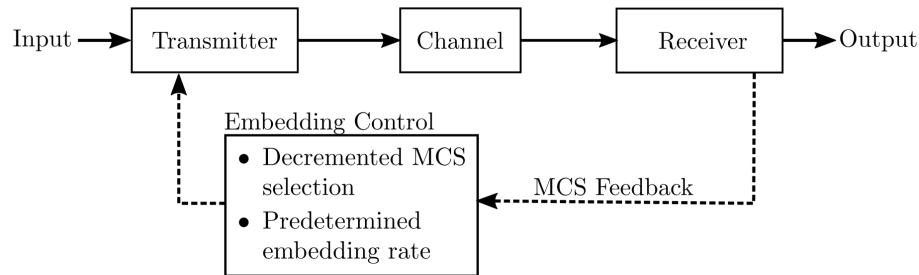 Input
Transmitter
Channel
Receiver
Output
Embedding Control
• Decremented MCS
selection
• Predetermined
embedding rate
MCS Feedback